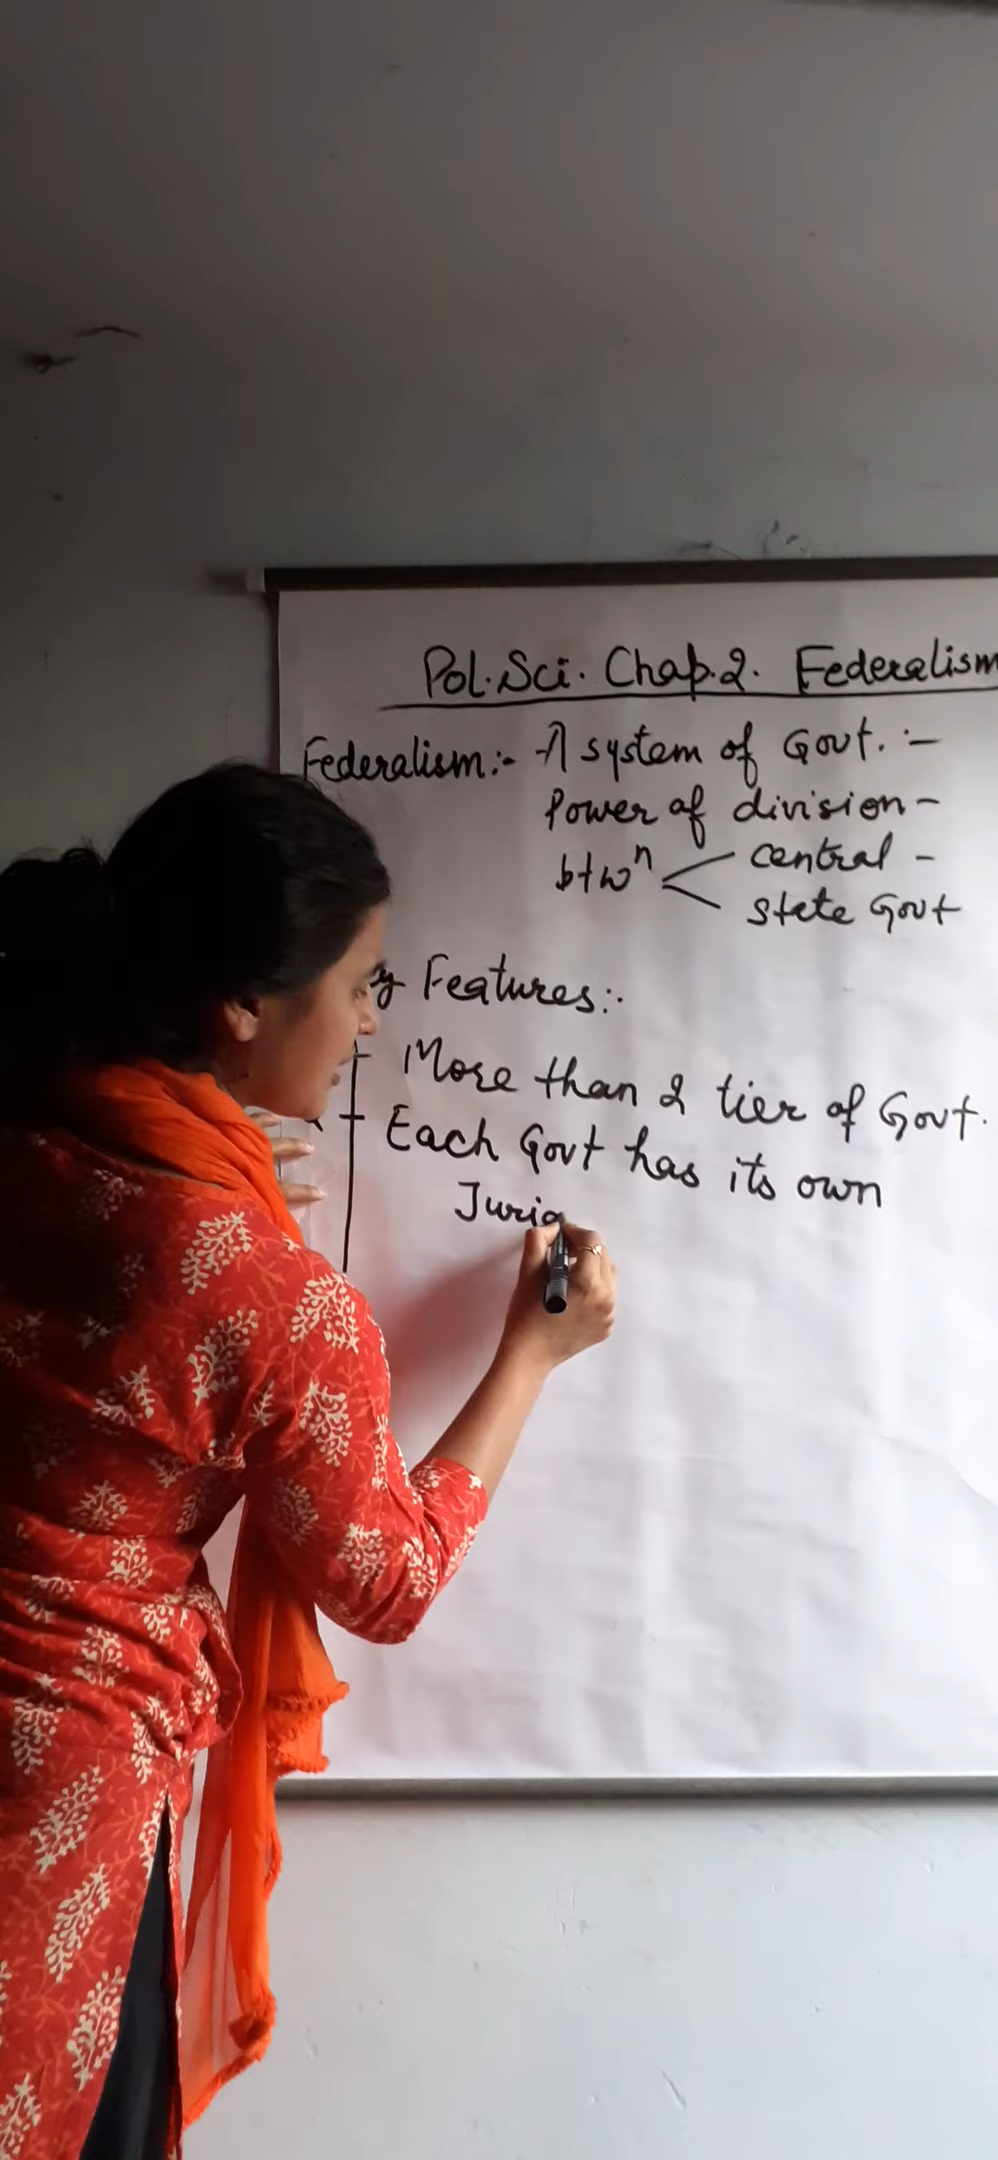 Pol. Sci. Chap. 2. Federalism
Federalism:- A system of Govt. :-
Power of division -
btwn central -
state Govt
y Features:-
More than 2 tier of Govt.
Each Govt has its own
Juris